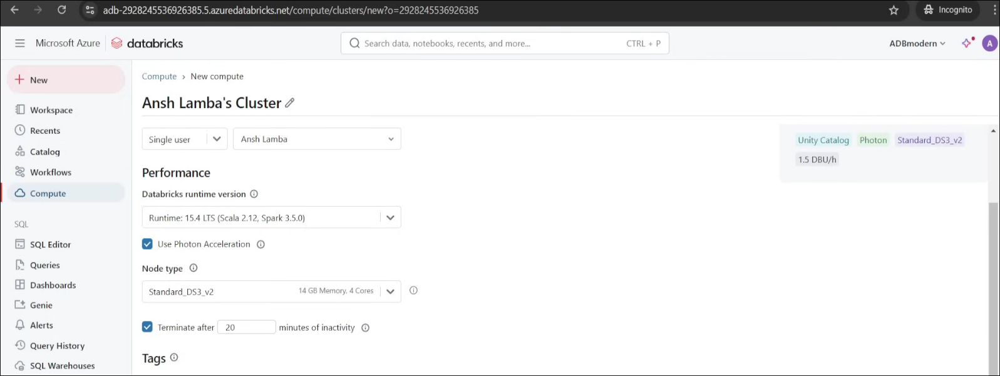 adb-2928245536926385.5.azuredatabricks.net/compute/clusters/new?o=2928245536926385
Incognito
Microsoft Azure
databricks
Search data, notebooks, recents, and more...
CTRL + P
ADBmodern
A
New
Workspace
Recents
Catalog
Workflows
Compute
SQL
SQL Editor
Queries
Dashboards
Genie
Alerts
Query History
SQL Warehouses
Compute › New compute
Ansh Lamba's Cluster
Single user
Ansh Lamba
Performance
Databricks runtime version
Runtime: 15.4 LTS (Scala 2.12, Spark 3.5.0)
Use Photon Acceleration
Node type
Standard_DS3_v2 14 GB Memory, 4 Cores
Terminate after 20 minutes of inactivity
Tags
Unity Catalog Photon Standard_DS3_v2
1.5 DBU/h